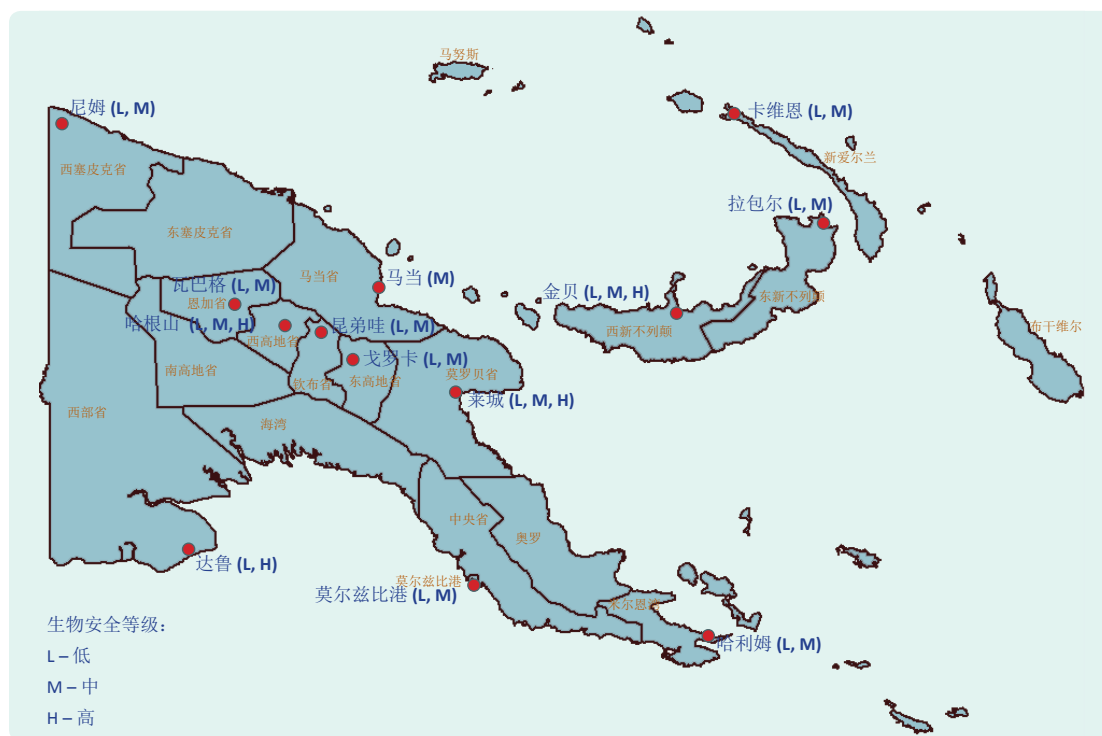 马努斯
尼姆 (L, M)
卡维恩 (L, M)
新爱尔兰
西塞皮克省
拉包尔 (L, M)
东塞皮克省
马当省
马当 (M)
瓦巴格 (L, M)
恩加省
金贝 (L, M, H)
东新不列颠
哈根山 (L, M, H)
昆弟哇 (L, M)
西新不列颠
布干维尔
西高地省
戈罗卡 (L, M)
南高地省
钦布省
东高地省
莫罗贝省
来城 (L, M, H)
西部省
海湾
中央省
奥罗
达鲁 (L, H)
莫尔兹比港
莫尔兹比港 (L, M)
米尔恩湾
哈利姆 (L, M)
生物安全等级：
L – 低
M – 中
H – 高